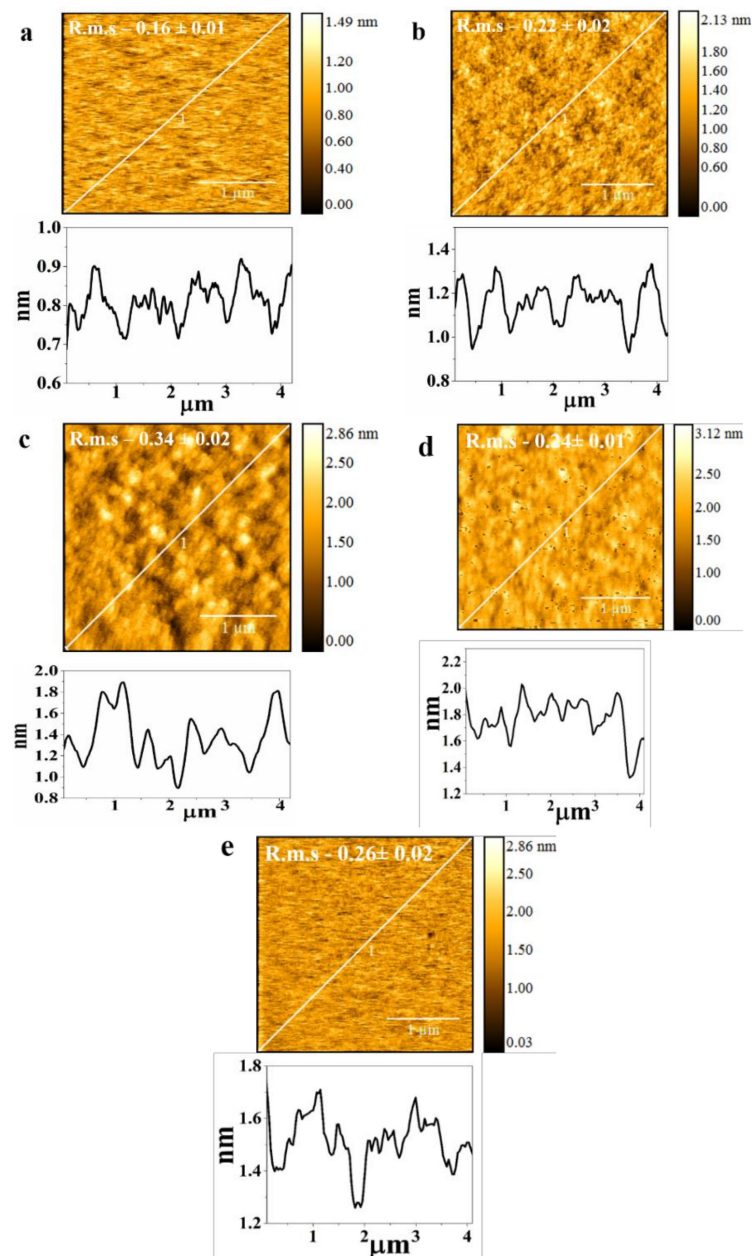 a
R.m.s – 0.16 ± 0.01
1
1 μm
1.49 nm
1.20
1.00
0.80
0.60
0.40
0.00
1.0
0.9
0.8
0.7
0.6
nm
1 2 3 4
μm
b
R.m.s – 0.22 ± 0.02
1
1 μm
2.13 nm
1.80
1.60
1.40
1.20
1.00
0.80
0.60
0.00
1.4
1.2
1.0
0.8
nm
1 2 3 4
μm
c
R.m.s – 0.34 ± 0.02
1
1 μm
2.86 nm
2.50
2.00
1.50
1.00
0.00
2.0
1.8
1.6
1.4
1.2
1.0
0.8
nm
1 2 3 4
μm
d
R.m.s - 0.24± 0.01
1
1 μm
3.12 nm
2.50
2.00
1.50
1.00
0.00
2.2
2.0
1.8
1.6
1.4
1.2
nm
1 2 3 4
μm
e
R.m.s - 0.26± 0.02
1
1 μm
2.86 nm
2.50
2.00
1.50
1.00
0.03
1.8
1.6
1.4
1.2
nm
1 2 3 4
μm